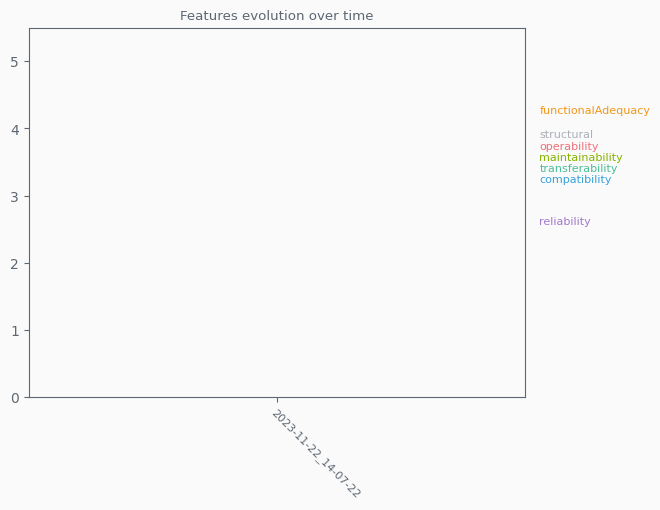 Features evolution over time
5
4
3
2
1
0
2023-11-22_14-07-22
functionalAdequacy
structural
operability
maintainability
transferability
compatibility
reliability